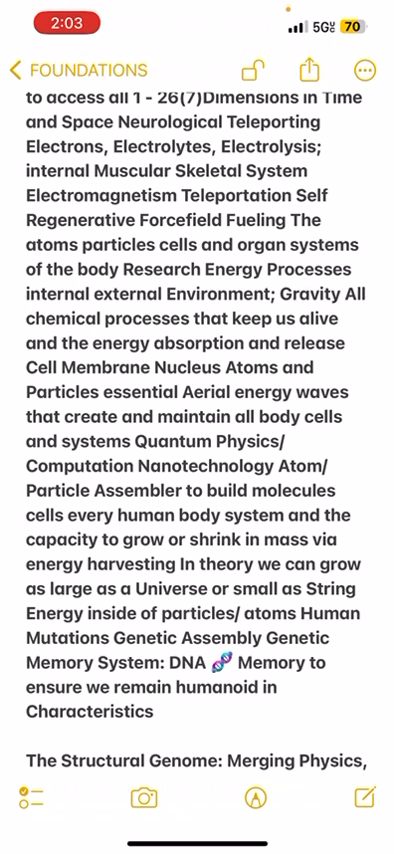 2:03
5G
70
FOUNDATIONS
to access all 1 - 26(7)Dimensions in Time
and Space Neurological Teleporting
Electrons, Electrolytes, Electrolysis;
internal Muscular Skeletal System
Electromagnetism Teleportation Self
Regenerative Forcefield Fueling The
atoms particles cells and organ systems
of the body Research Energy Processes
internal external Environment; Gravity All
chemical processes that keep us alive
and the energy absorption and release
Cell Membrane Nucleus Atoms and
Particles essential Aerial energy waves
that create and maintain all body cells
and systems Quantum Physics/
Computation Nanotechnology Atom/
Particle Assembler to build molecules
cells every human body system and the
capacity to grow or shrink in mass via
energy harvesting In theory we can grow
as large as a Universe or small as String
Energy inside of particles/ atoms Human
Mutations Genetic Assembly Genetic
Memory System: DNA 🧬 Memory to
ensure we remain humanoid in
Characteristics
The Structural Genome: Merging Physics,